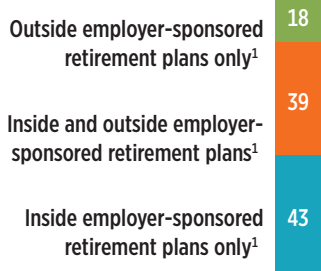 Outside employer-sponsored
retirement plans only¹
18
39
Inside and outside employer-
sponsored retirement plans¹
Inside employer-sponsored
retirement plans only¹
43